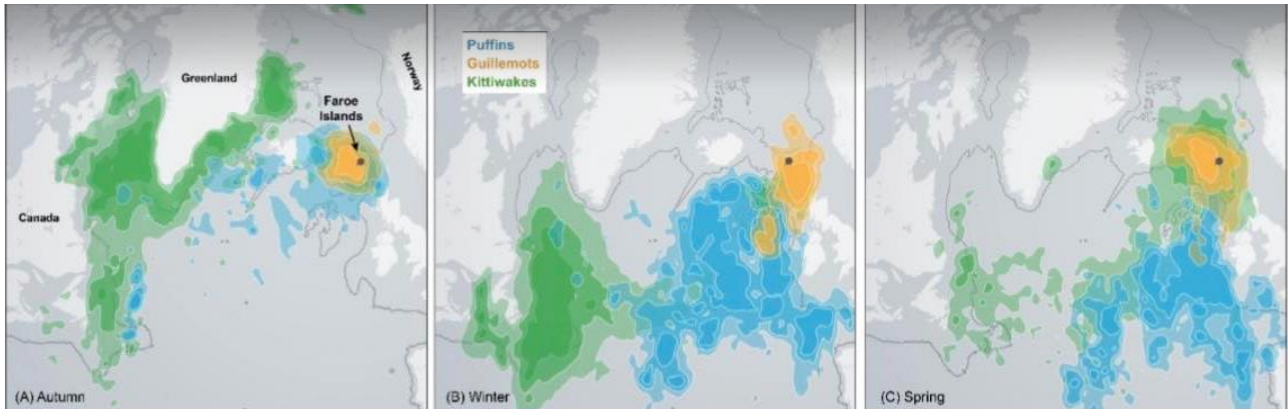 Greenland
Norway
Faroe
Islands
Canada
(A) Autumn
Puffins
Guillemots
Kittiwakes
(B) Winter
(C) Spring